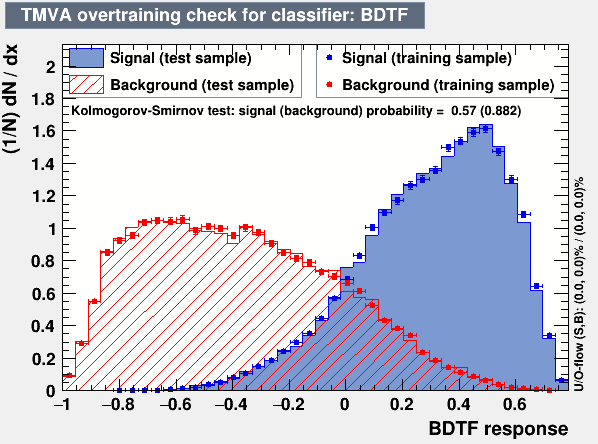 TMVA overtraining check for classifier: BDTF
(1/N) dN / dx
Signal (test sample)
Background (test sample)
Signal (training sample)
Background (training sample)
Kolmogorov-Smirnov test: signal (background) probability = 0.57 (0.882)
2
1.8
1.6
1.4
1.2
1
0.8
0.6
0.4
0.2
0
−1 −0.8 −0.6 −0.4 −0.2 0 0.2 0.4 0.6
BDTF response
U/O-flow (S,B): (0.0, 0.0)% / (0.0, 0.0)%